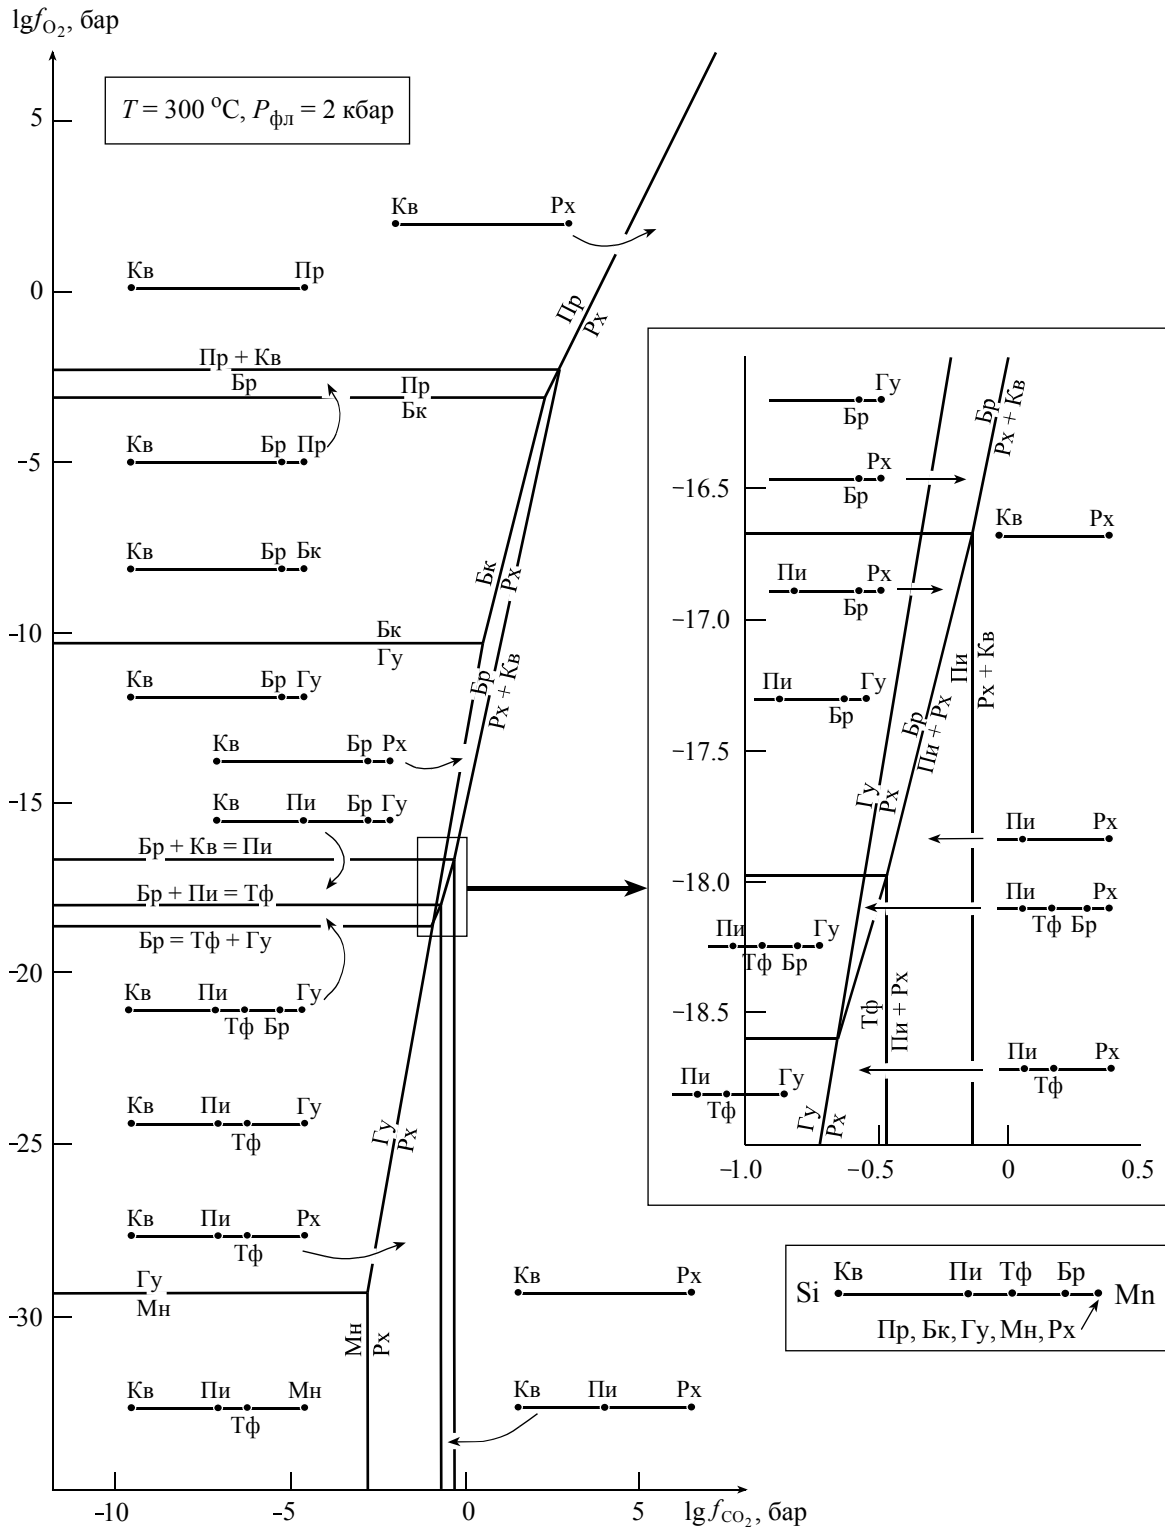 lgfO2, бар
T = 300 °C, Pфл = 2 кбар
5
Кв Рх
Кв Пр
0
Пр
Рх
Пр + Кв
Бр
Пр
Бк
Кв Бр Пр
−5
Кв Бр Бк
Бк
Рх
−10
Бк
Гу
Кв Бр Гу
Бр
Рх + Кв
Кв Бр Рх
−15
Кв Пи Бр Гу
Бр + Кв = Пи
Бр + Пи = Тф
Бр = Тф + Гу
−20
Кв Пи Гу
Тф Бр
Кв Пи Гу
Тф
−25
Гу
Рх
Кв Пи Рх
Тф
Гу
Мн
−30
Мн
Рх
Кв Рх
Кв Пи Мн
Тф
Кв Пи Рх
−10 −5 0 5 lgfCO2, бар
Гу
Бр
Бр
Рх + Кв
Рх
Бр
−16.5
Кв Рх
Пи Рх
Бр
−17.0
Пи
Рх + Кв
Пи Гу
Бр
Бр
Пи + Рх
−17.5
Гу
Рх
Пи Рх
−18.0
Пи Рх
Тф Бр
Пи Гу
Тф Бр
−18.5
Тф
Пи + Рх
Пи Рх
Тф
Пи Гу
Тф
Гу
Рх
−1.0 −0.5 0 0.5
Si Кв Пи Тф Бр Mn
Пр, Бк, Гу, Мн, Рх